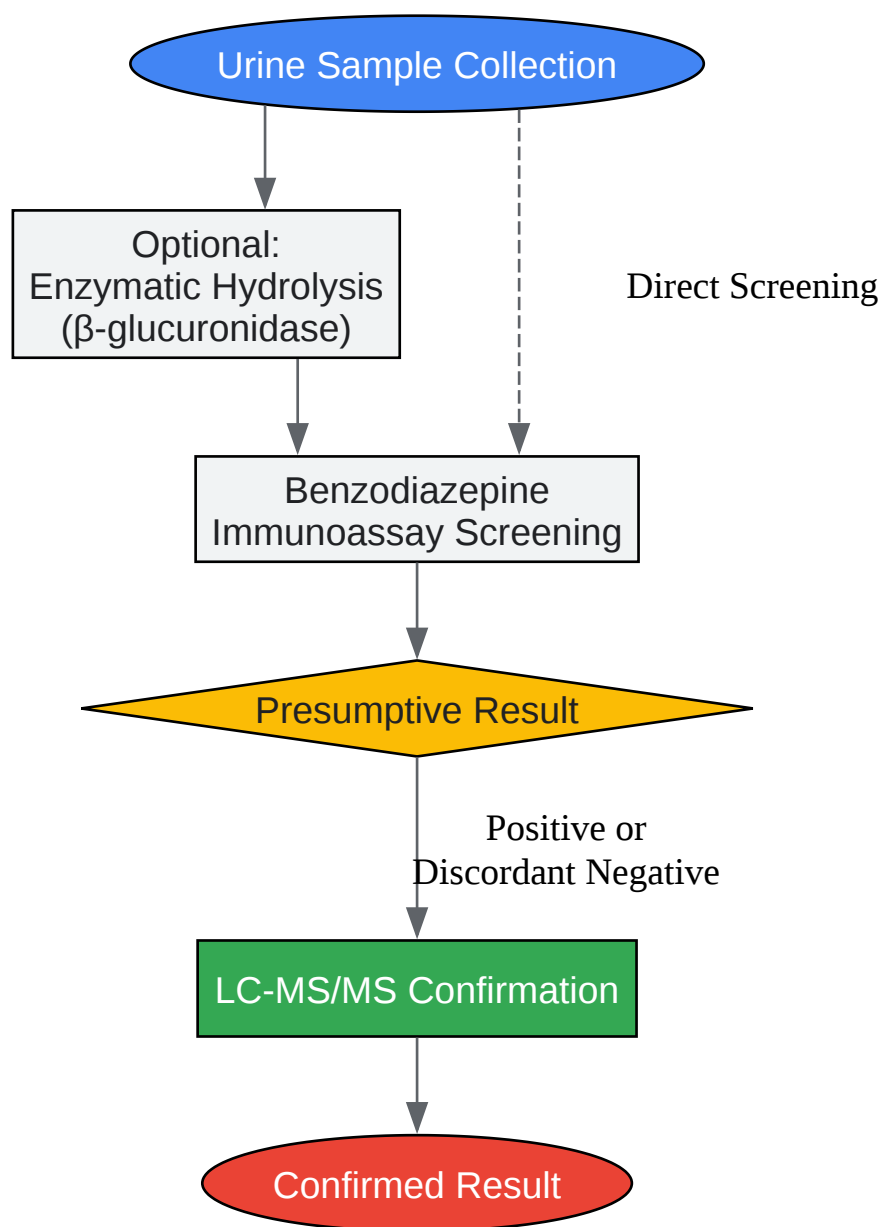 Urine Sample Collection
Optional:
Enzymatic Hydrolysis
(β-glucuronidase)
Direct Screening
Benzodiazepine
Immunoassay Screening
Presumptive Result
Positive or
Discordant Negative
LC-MS/MS Confirmation
Confirmed Result